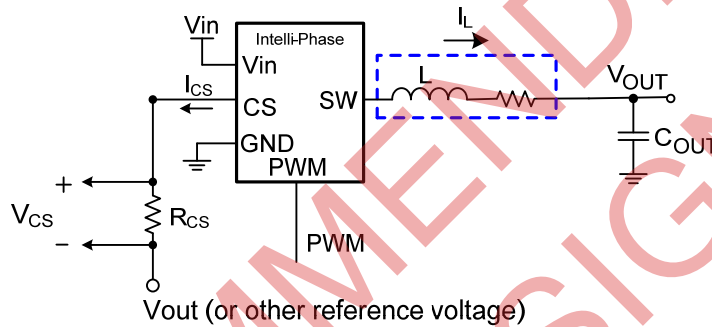 Vin
Intelli-Phase
IL
Vin
L
VOUT
ICS
CS
SW
GND
COUT
PWM
+
VCS
RCS
−
PWM
Vout (or other reference voltage)